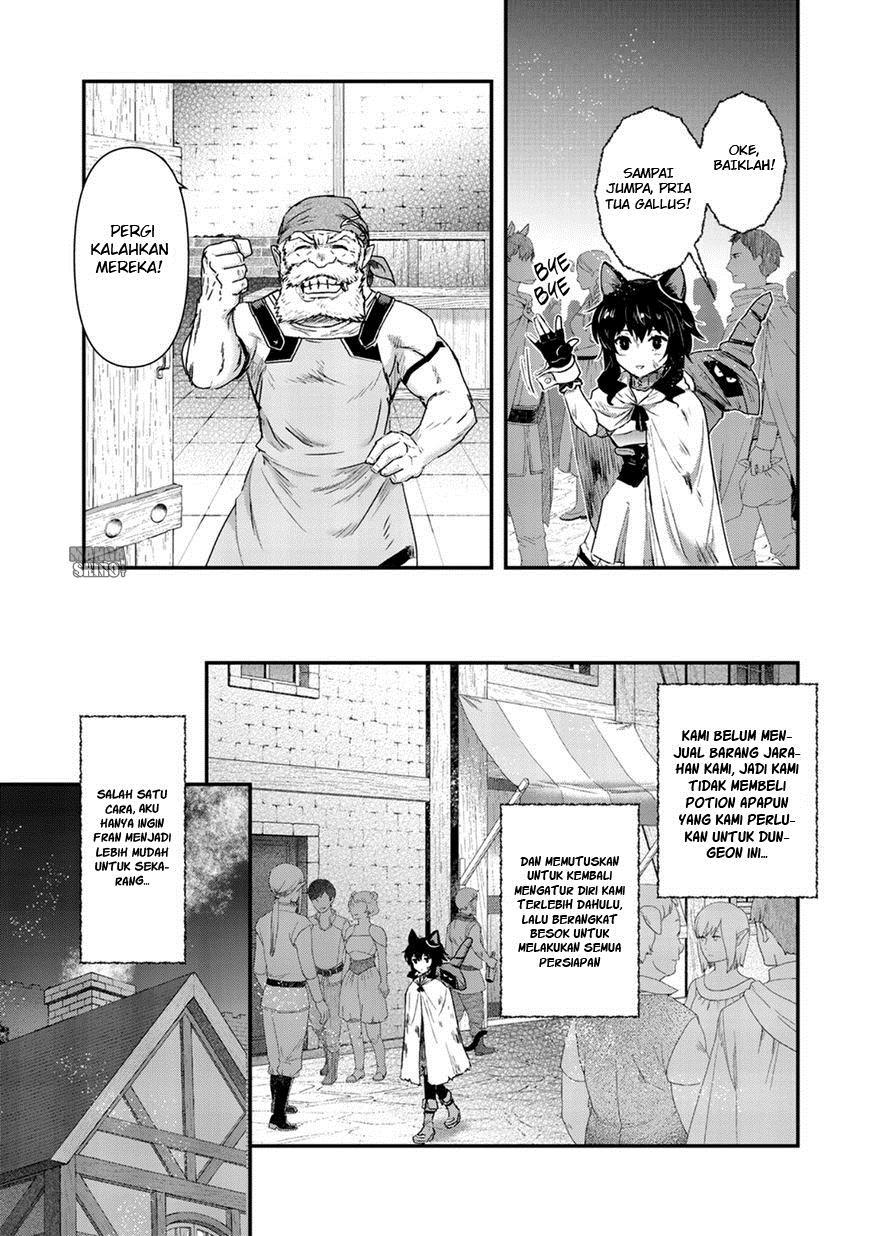 OKE,
BAIKLAH!
SAMPAI
JUMPA, PRIA
TUA GALLUS!
BYE
BYE
PERGI
KALAHKAN
MEREKA!
KAMI BELUM MEN-
JUAL BARANG JARA-
HAN KAMI, JADI KAMI
TIDAK MEMBELI
POTION APAPUN
YANG KAMI PERLU-
KAN UNTUK DUN-
GEON INI...
DAN MEMUTUSKAN
UNTUK KEMBALI
MENGATUR DIRI KAMI
TERLEBIH DAHULU,
LALU BERANGKAT
BESOK UNTUK
MELAKUKAN SEMUA
PERSIAPAN
SALAH SATU
CARA, AKU
HANYA INGIN
FRAN MENJADI
LEBIH MUDAH
UNTUK SEKA-
RANG...